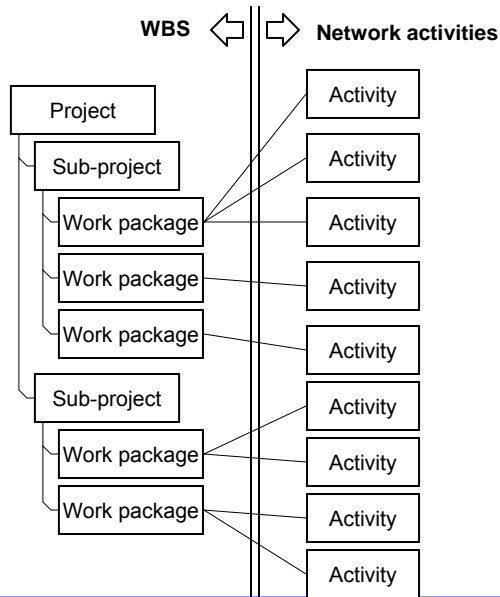 WBS
Network activities
Project
Sub-project
Work package
Work package
Work package
Sub-project
Work package
Work package
Activity
Activity
Activity
Activity
Activity
Activity
Activity
Activity
Activity